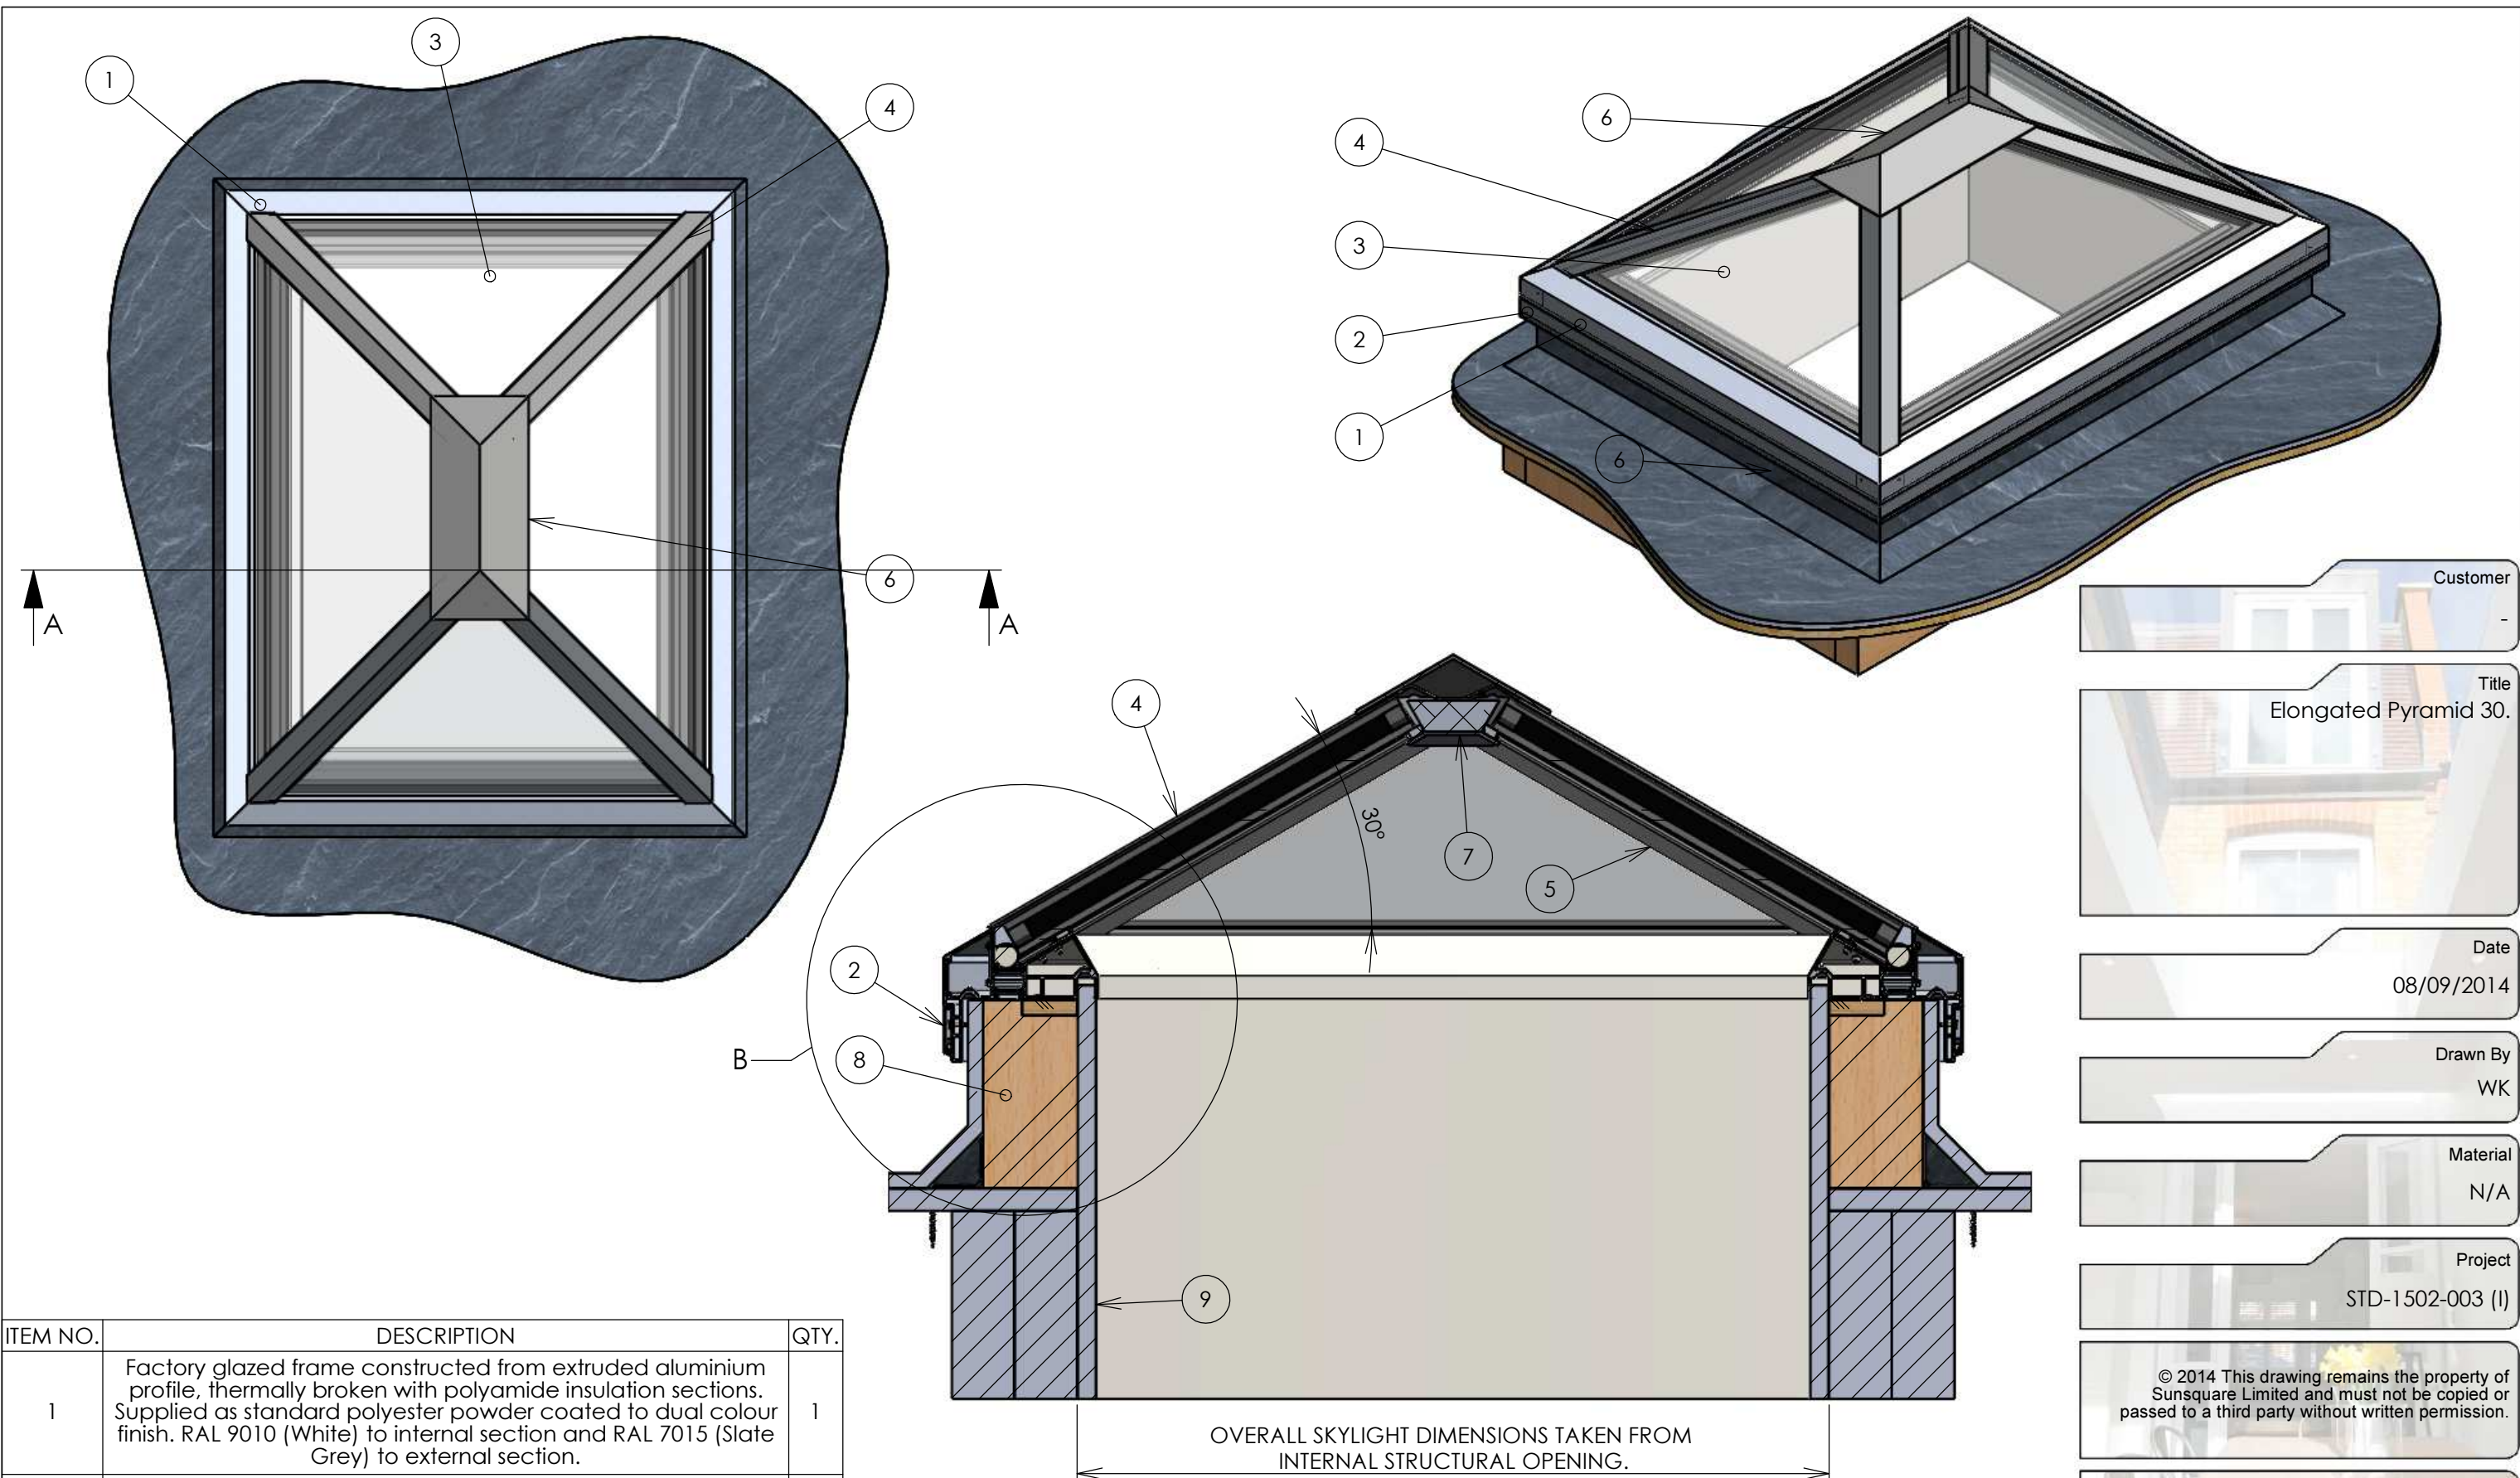 1
3
4
6
A
A
6
4
3
2
1
6
4
30°
7
5
2
B
8
9
OVERALL SKYLIGHT DIMENSIONS TAKEN FROM
INTERNAL STRUCTURAL OPENING.
ITEM NO.
DESCRIPTION
QTY.
1
Factory glazed frame constructed from extruded aluminium
profile, thermally broken with polyamide insulation sections.
Supplied as standard polyester powder coated to dual colour
finish. RAL 9010 (White) to internal section and RAL 7015 (Slate
Grey) to external section.
1
Customer
-
Title
Elongated Pyramid 30.
Date
08/09/2014
Drawn By
WK
Material
N/A
Project
STD-1502-003 (I)
© 2014 This drawing remains the property of
Sunsquare Limited and must not be copied or
passed to a third party without written permission.